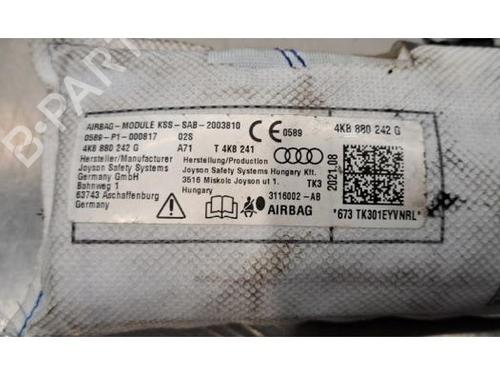 AIRBAG-MODULE KSS-SAB-2003810
0589-P1-000817 02S
4K8 880 242 G A71 T 4K8 241
Hersteller/Manufacturer
Joyson Safety Systems
Germany GmbH
Bahnweg 1
63743 Aschaffenburg
Germany
CE 0589
Herstellung/Production
Joyson Safety Systems Hungary Kft.
3516 Miskolc Joyson ut 1. TK3
Hungary
3116002-AB
AIRBAG
4K8 880 242 G
2021.08
*673 TK301EYVNRL*